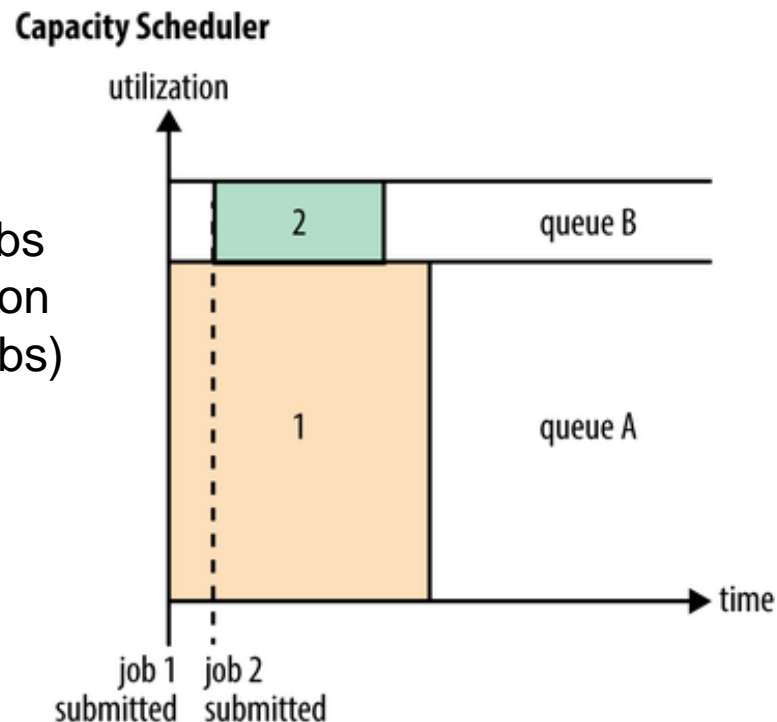 Capacity Scheduler
utilization
2
queue B
bs
on
bs)
1
queue A
time
job 1
submitted
job 2
submitted